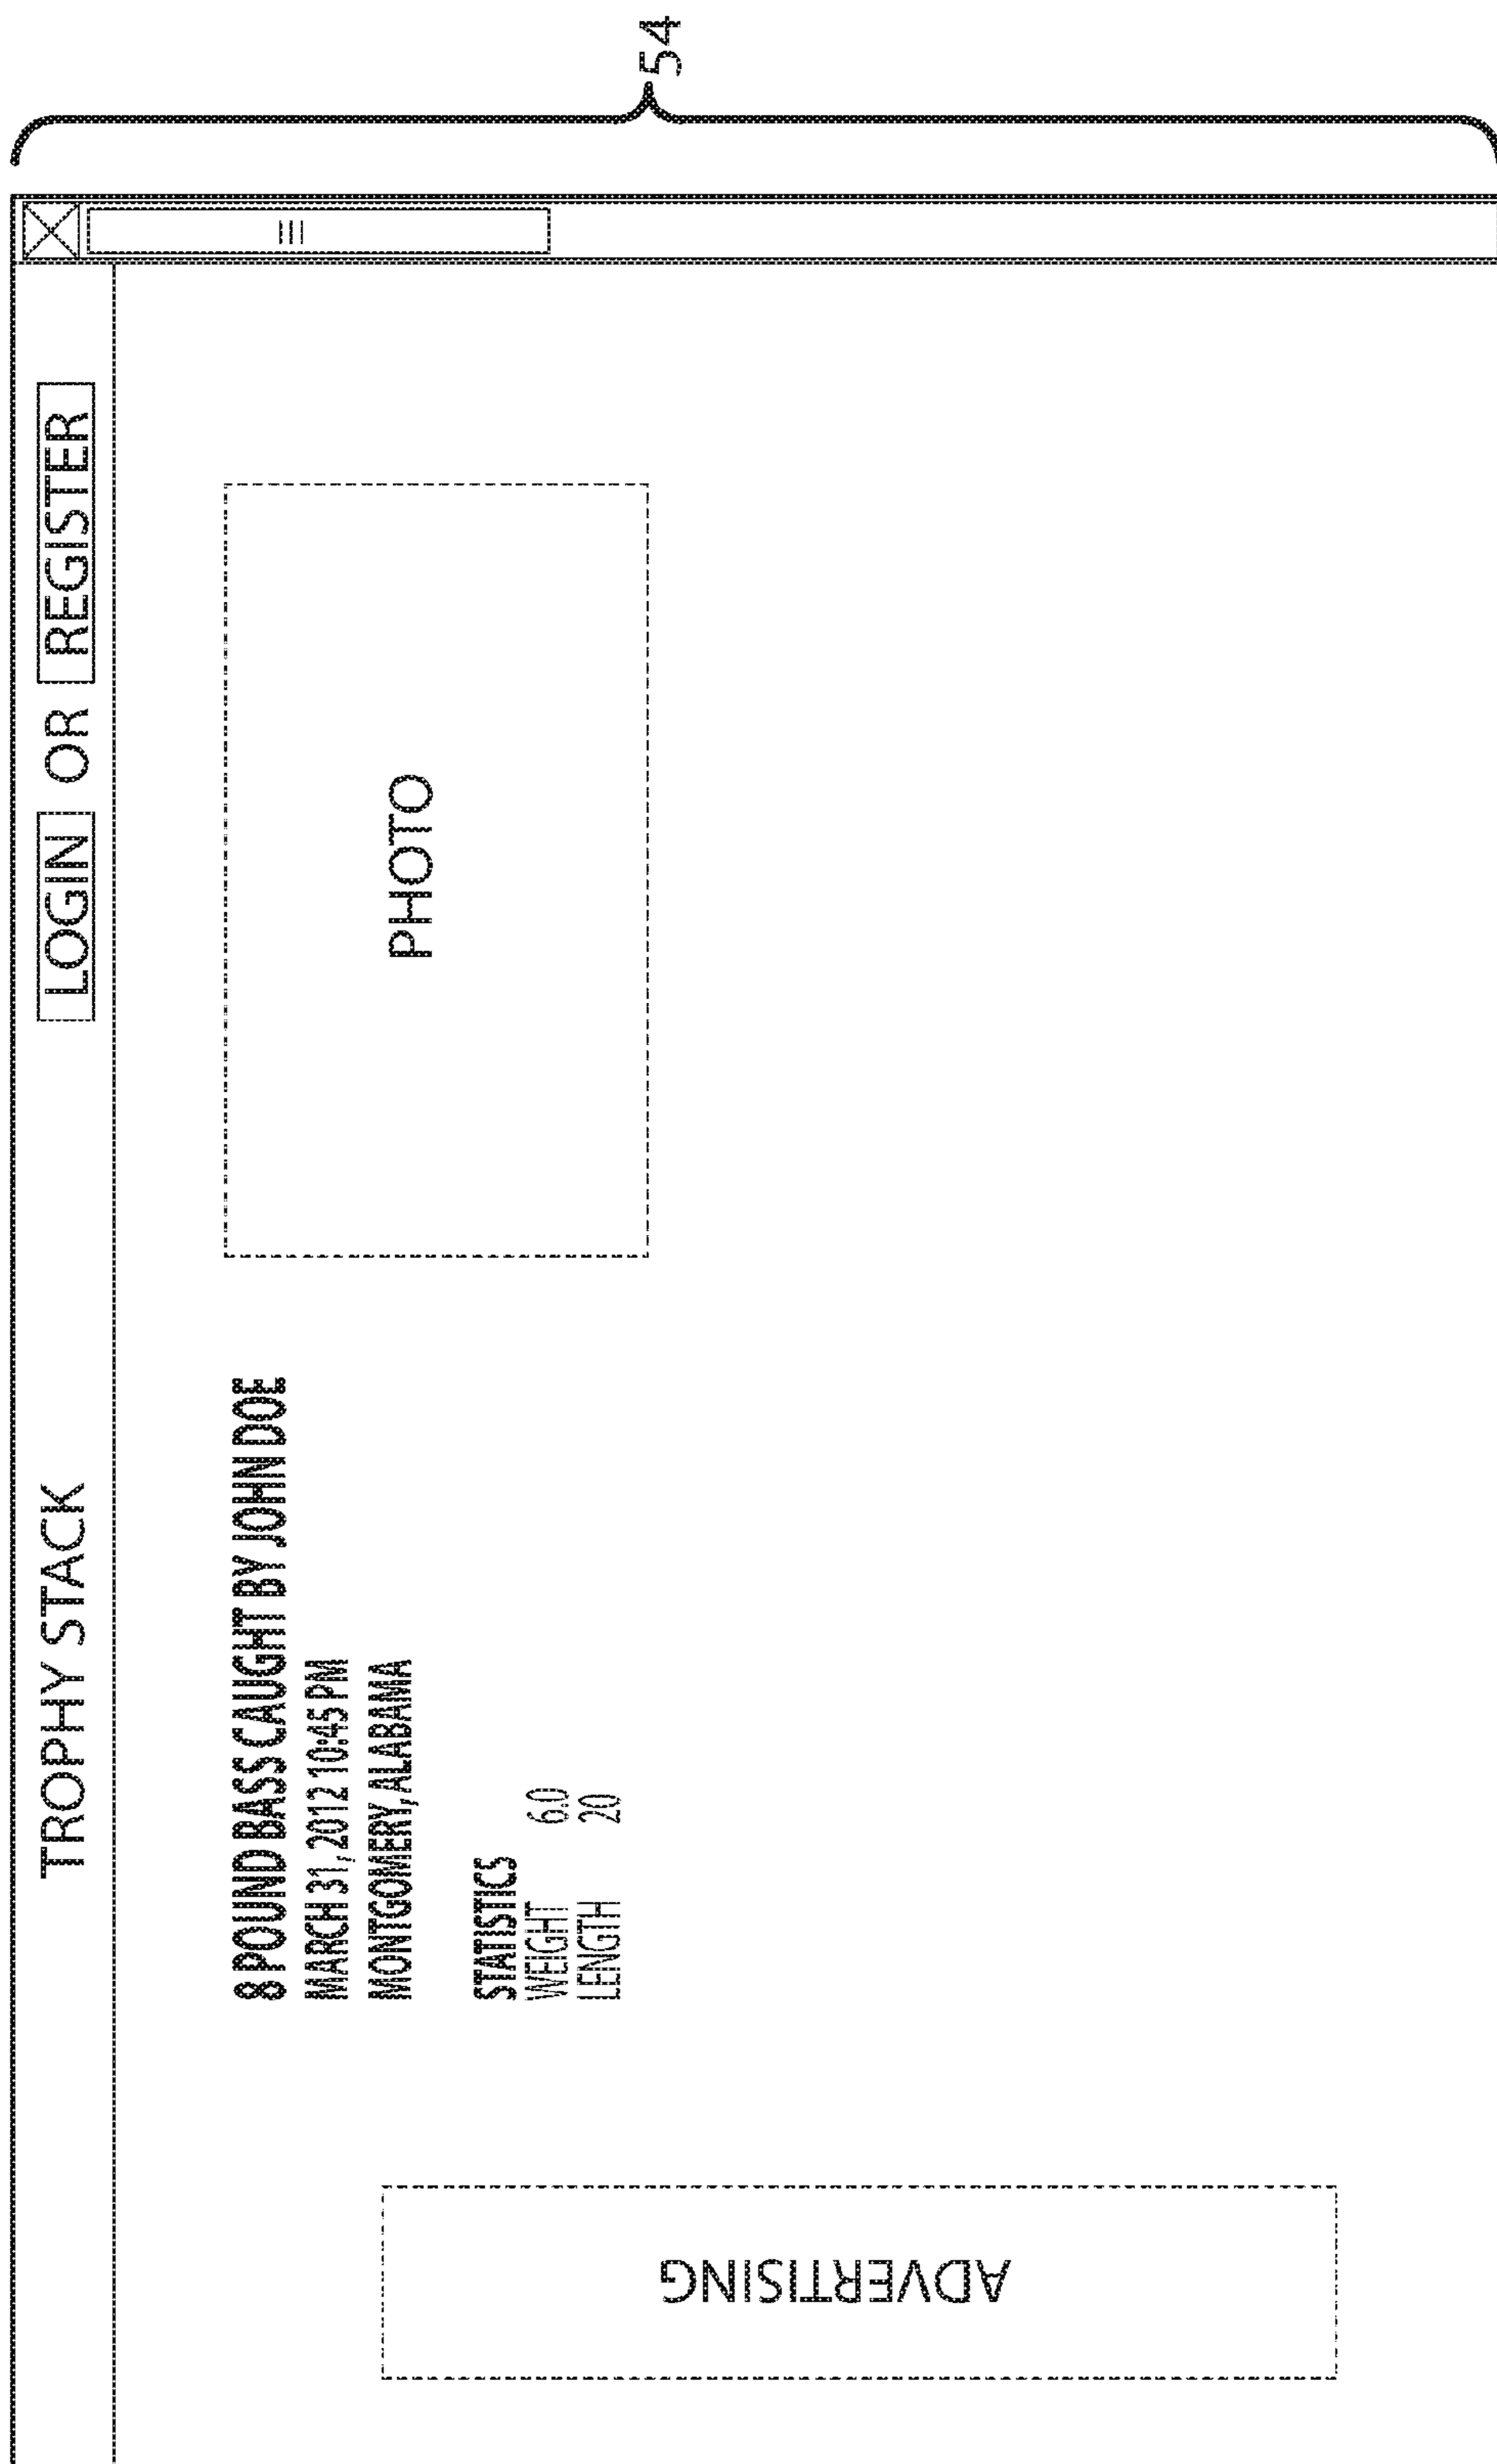 TROPHY STACK LOGIN OR REGISTER
8 POUND BASS CAUGHT BY JOHN DOE
MARCH 31, 2012 10:45 PM
MONTGOMERY, ALABAMA
STATISTICS
WEIGHT 6.0
LENGTH 20
PHOTO
ADVERTISING
54